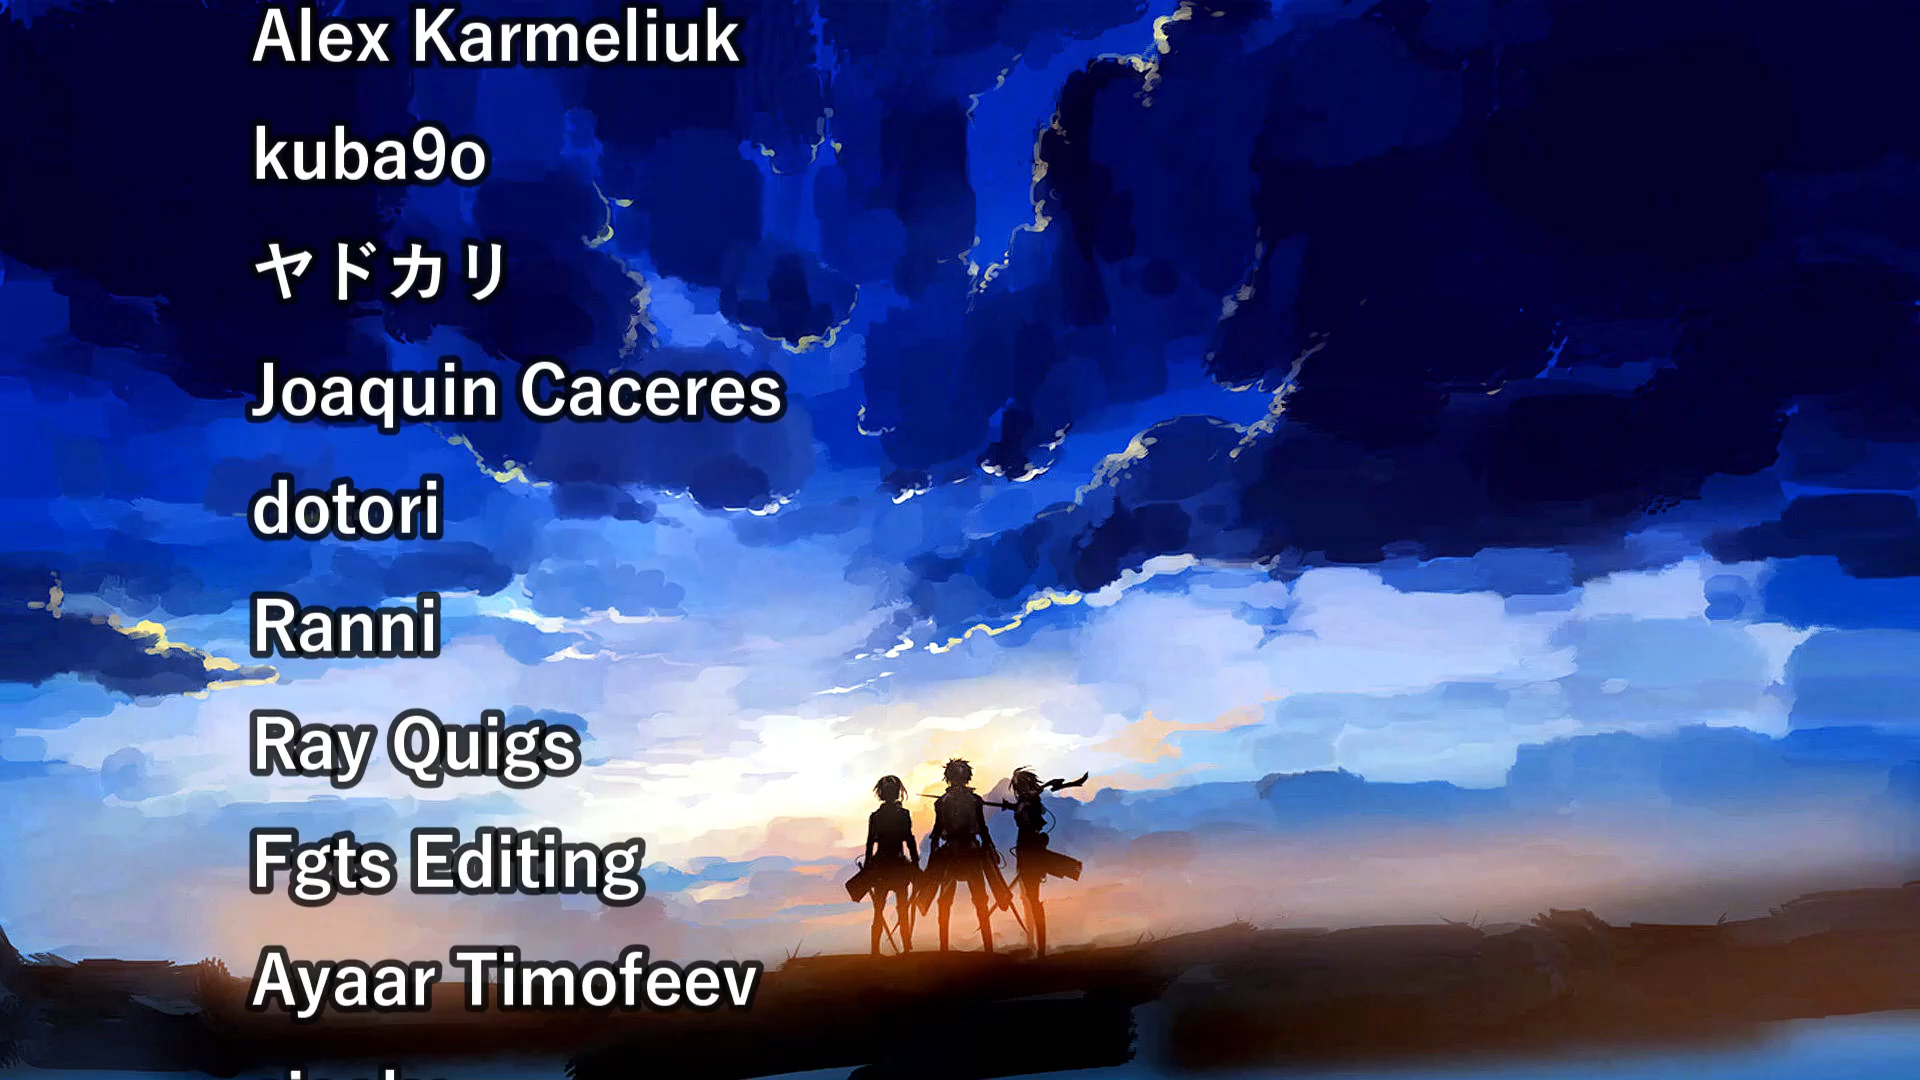 Alex Karmeliuk
kuba9o
ヤドカリ
Joaquin Caceres
dotori
Ranni
Ray Quigs
Fgts Editing
Ayaar Timofeev